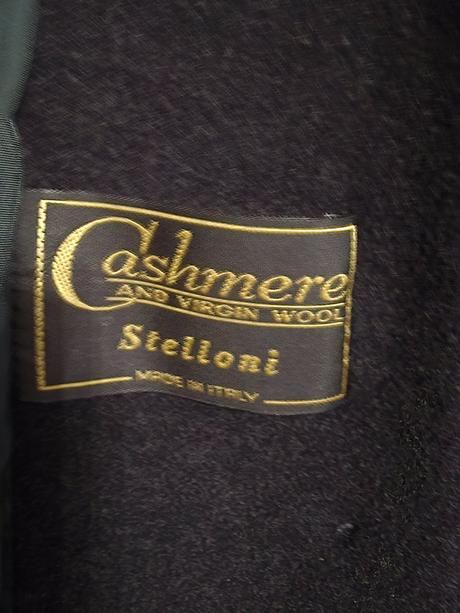 Cashmere
AND VIRGIN WOOL
Stelloni
MADE IN ITALY